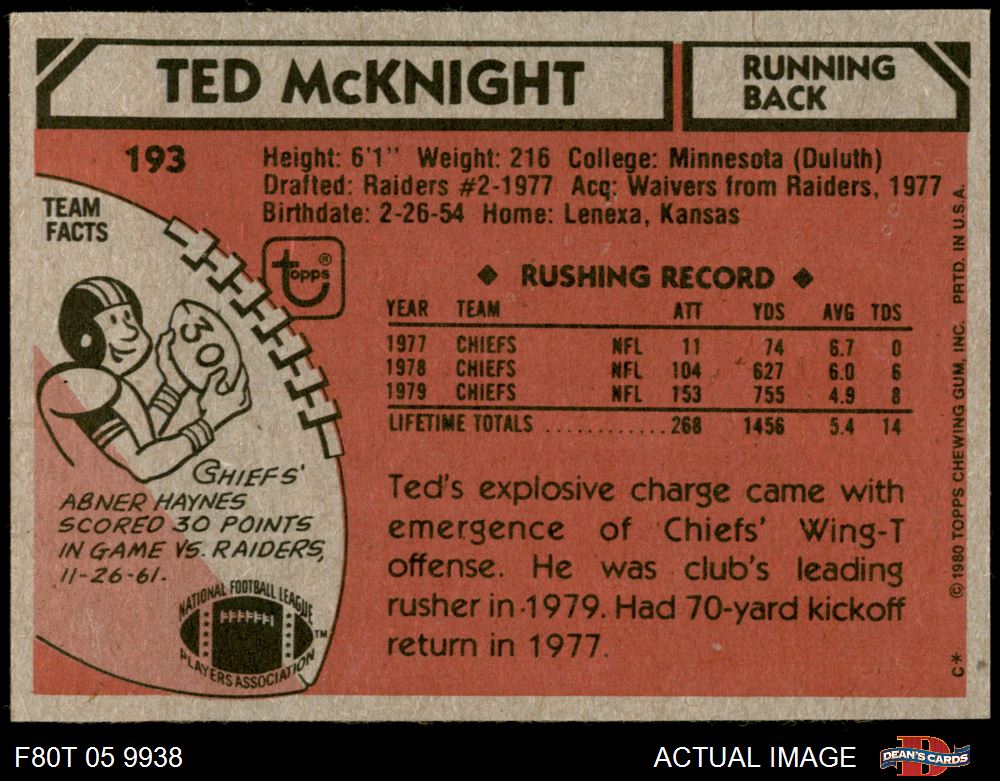 TED McKNIGHT
RUNNING
BACK
193
Height: 6'1" Weight: 216 College: Minnesota (Duluth)
Drafted: Raiders #2-1977 Acq: Waivers from Raiders, 1977
Birthdate: 2-26-54 Home: Lenexa, Kansas
TEAM
FACTS
topps®
30
CHIEFS'
ABNER HAYNES
SCORED 30 POINTS
IN GAME VS. RAIDERS,
11-26-61.
NATIONAL FOOTBALL LEAGUE
PLAYERS ASSOCIATION
TM
◆ RUSHING RECORD ◆
YEAR TEAM ATT YDS AVG TDS
1977 CHIEFS NFL 11 74 6.7 0
1978 CHIEFS NFL 104 627 6.0 6
1979 CHIEFS NFL 153 755 4.9 8
LIFETIME TOTALS ............ 268 1456 5.4 14
Ted's explosive charge came with
emergence of Chiefs' Wing-T
offense. He was club's leading
rusher in 1979. Had 70-yard kickoff
return in 1977.
C* © 1980 TOPPS CHEWING GUM, INC. PRTD. IN U.S.A.
F80T 05 9938
ACTUAL IMAGE
D
DEAN'S CARDS